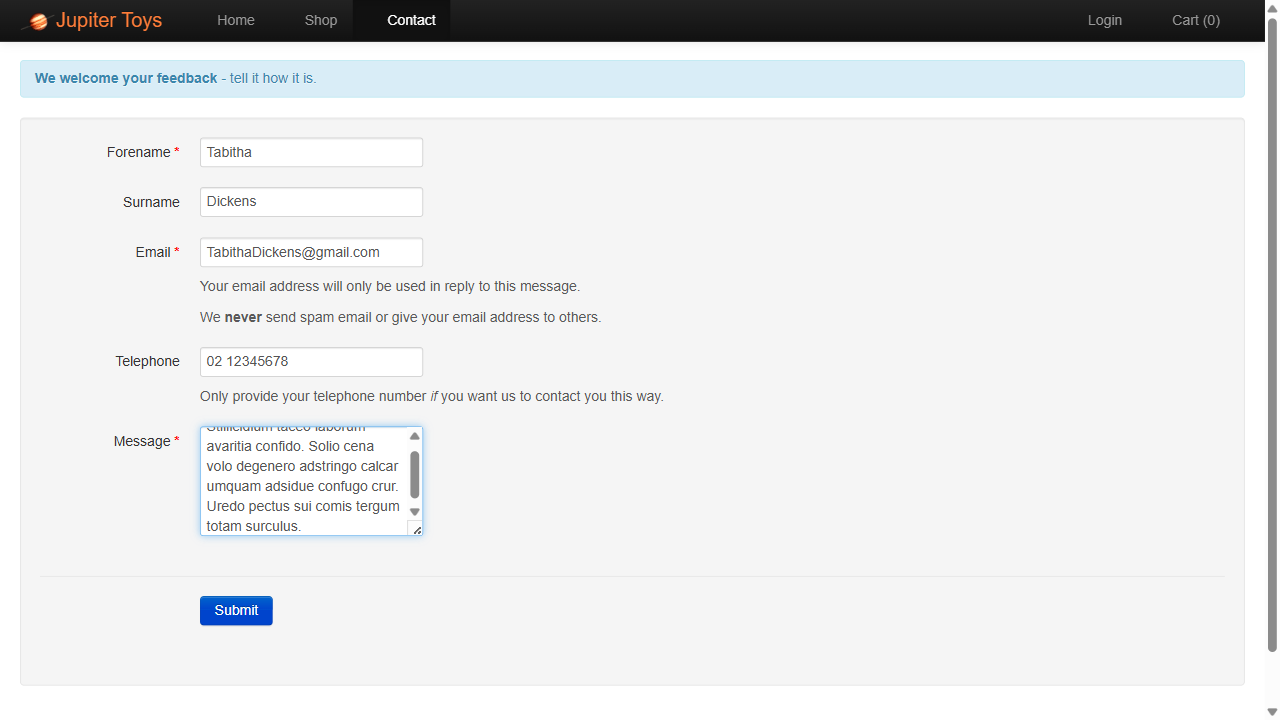 Jupiter Toys Home Shop Contact Login Cart (0)
We welcome your feedback - tell it how it is.
Forename * Tabitha
Surname Dickens
Email * TabithaDickens@gmail.com
Your email address will only be used in reply to this message.
We never send spam email or give your email address to others.
Telephone 02 12345678
Only provide your telephone number if you want us to contact you this way.
Stillicidium taceo laborum
Message * avaritia confido. Solio cena
volo degenero adstringo calcar
umquam adsidue confugo crur.
Uredo pectus sui comis tergum
totam surculus.
Submit